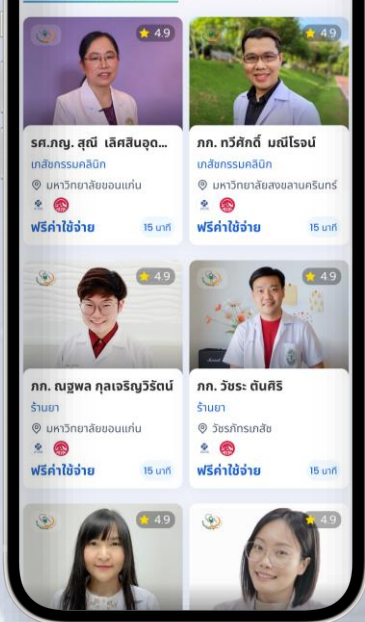 4.9
4.9
รศ.ภญ. สุณี เลิศสินอุด...
ภก. ทวีศักดิ์ มณีโรจน์
เภสัชกรรมคลินิก
เภสัชกรรมคลินิก
มหาวิทยาลัยขอนแก่น
มหาวิทยาลัยสงขลานครินทร์
ฟรีค่าใช้จ่าย
15 นาที
ฟรีค่าใช้จ่าย
15 นาที
4.9
4.9
ภก. ณฐพล กุลเจริญวิรัตน์
ภก. วัชระ ตันศิริ
ร้านยา
ร้านยา
มหาวิทยาลัยขอนแก่น
วัชรภัทรเภสัช
ฟรีค่าใช้จ่าย
15 นาที
ฟรีค่าใช้จ่าย
15 นาที
4.9
4.9